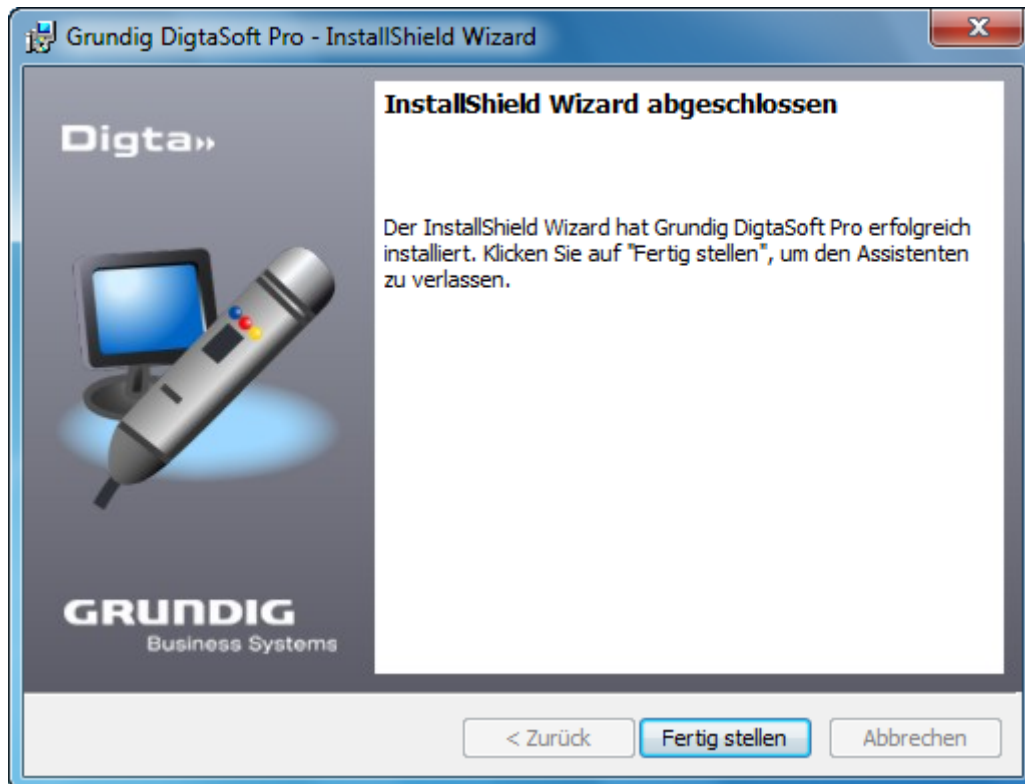 Grundig DigtaSoft Pro - InstallShield Wizard
Digta»
InstallShield Wizard abgeschlossen
Der InstallShield Wizard hat Grundig DigtaSoft Pro erfolgreich
installiert. Klicken Sie auf "Fertig stellen", um den Assistenten
zu verlassen.
GRUNDIG
Business Systems
< Zurück
Fertig stellen
Abbrechen